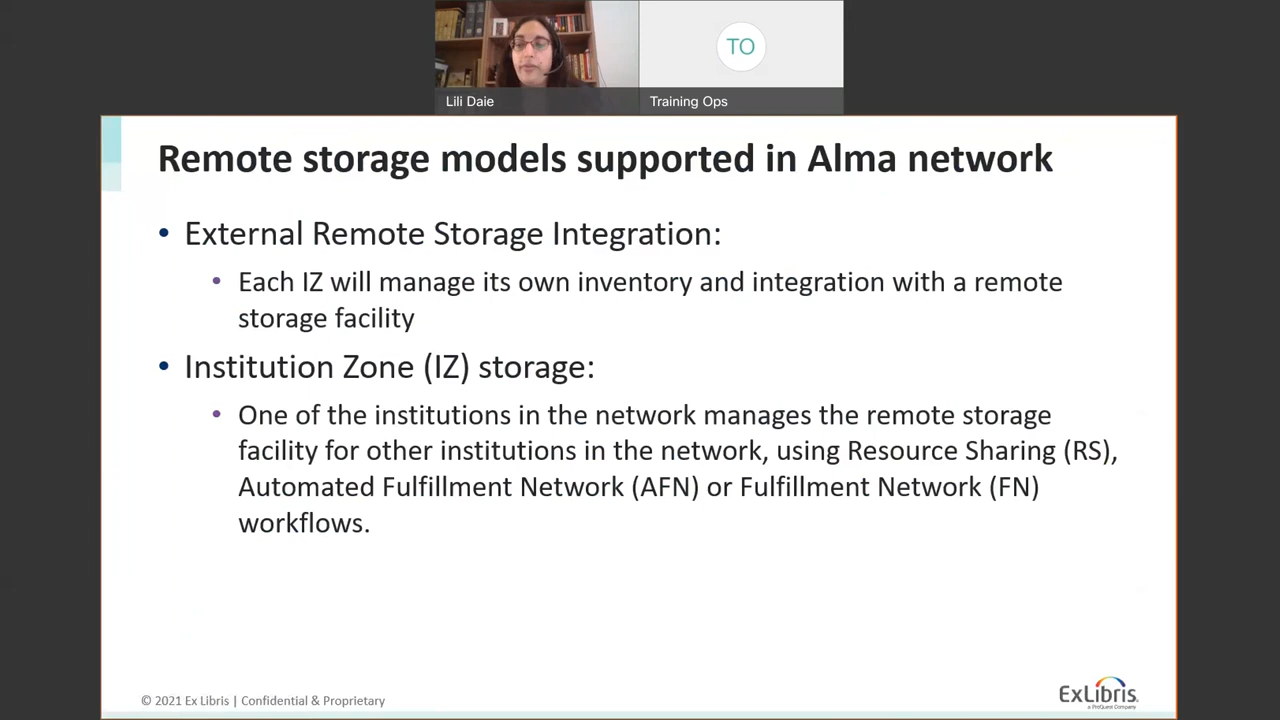 TO
Lili Daie
Training Ops
Remote storage models supported in Alma network
• External Remote Storage Integration:
• Each IZ will manage its own inventory and integration with a remote
storage facility
• Institution Zone (IZ) storage:
• One of the institutions in the network manages the remote storage
facility for other institutions in the network, using Resource Sharing (RS),
Automated Fulfillment Network (AFN) or Fulfillment Network (FN)
workflows.
© 2021 Ex Libris | Confidential & Proprietary
ExLibris
a ProQuest Company